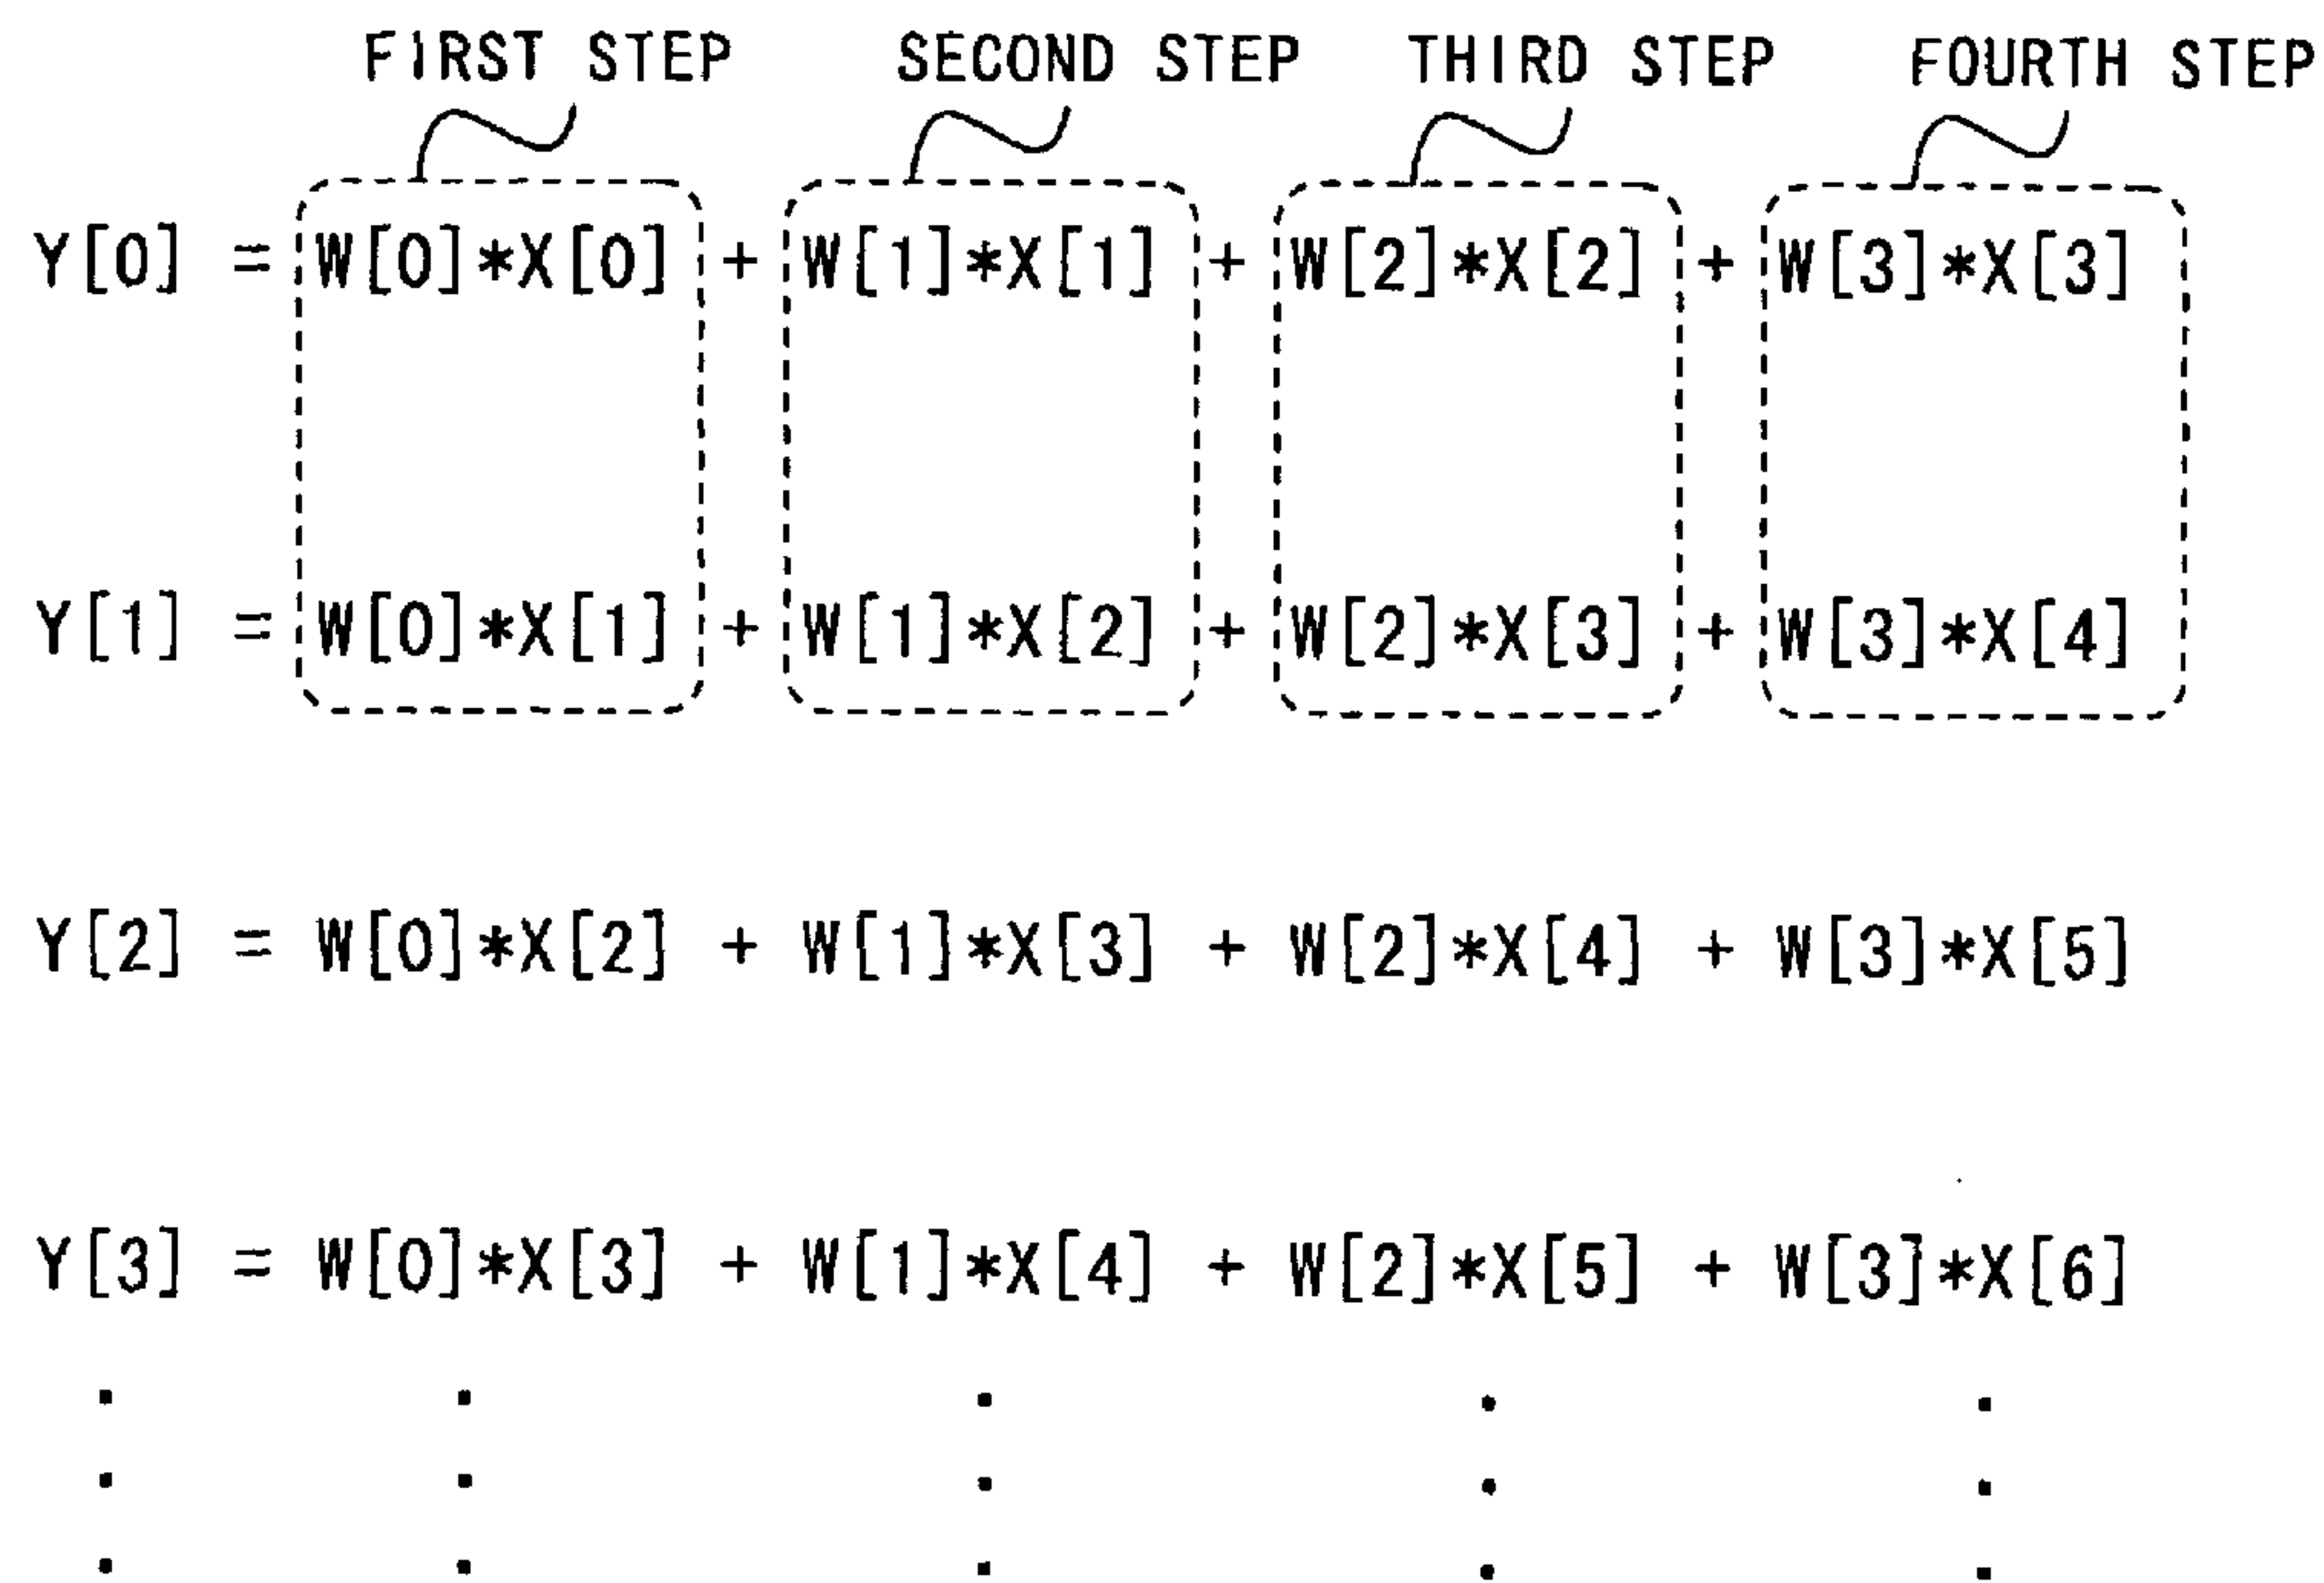 FIRST STEP SECOND STEP THIRD STEP FOURTH STEP
Y[0] = W[0]*X[0] + W[1]*X[1] + W[2]*X[2] + W[3]*X[3]
Y[1] = W[0]*X[1] + W[1]*X[2] + W[2]*X[3] + W[3]*X[4]
Y[2] = W[0]*X[2] + W[1]*X[3] + W[2]*X[4] + W[3]*X[5]
Y[3] = W[0]*X[3] + W[1]*X[4] + W[2]*X[5] + W[3]*X[6]